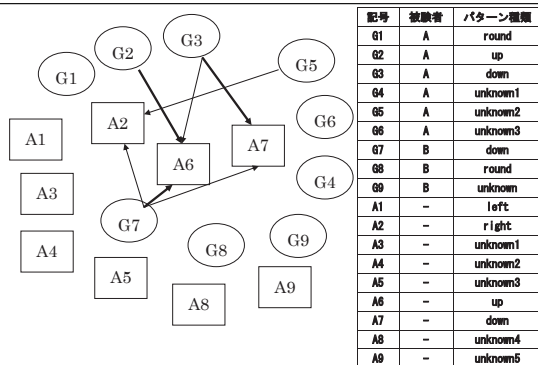 G3
G2
G5
G1
G6
A2
A7
A1
A6
G4
A3
G7
G9
G8
A4
A5
A9
A8
記号 被験者 パターン種類
G1 A round
G2 A up
G3 A down
G4 A unknown1
G5 A unknown2
G6 A unknown3
G7 B down
G8 B round
G9 B unknown
A1 - left
A2 - right
A3 - unknown1
A4 - unknown2
A5 - unknown3
A6 - up
A7 - down
A8 - unknown4
A9 - unknown5